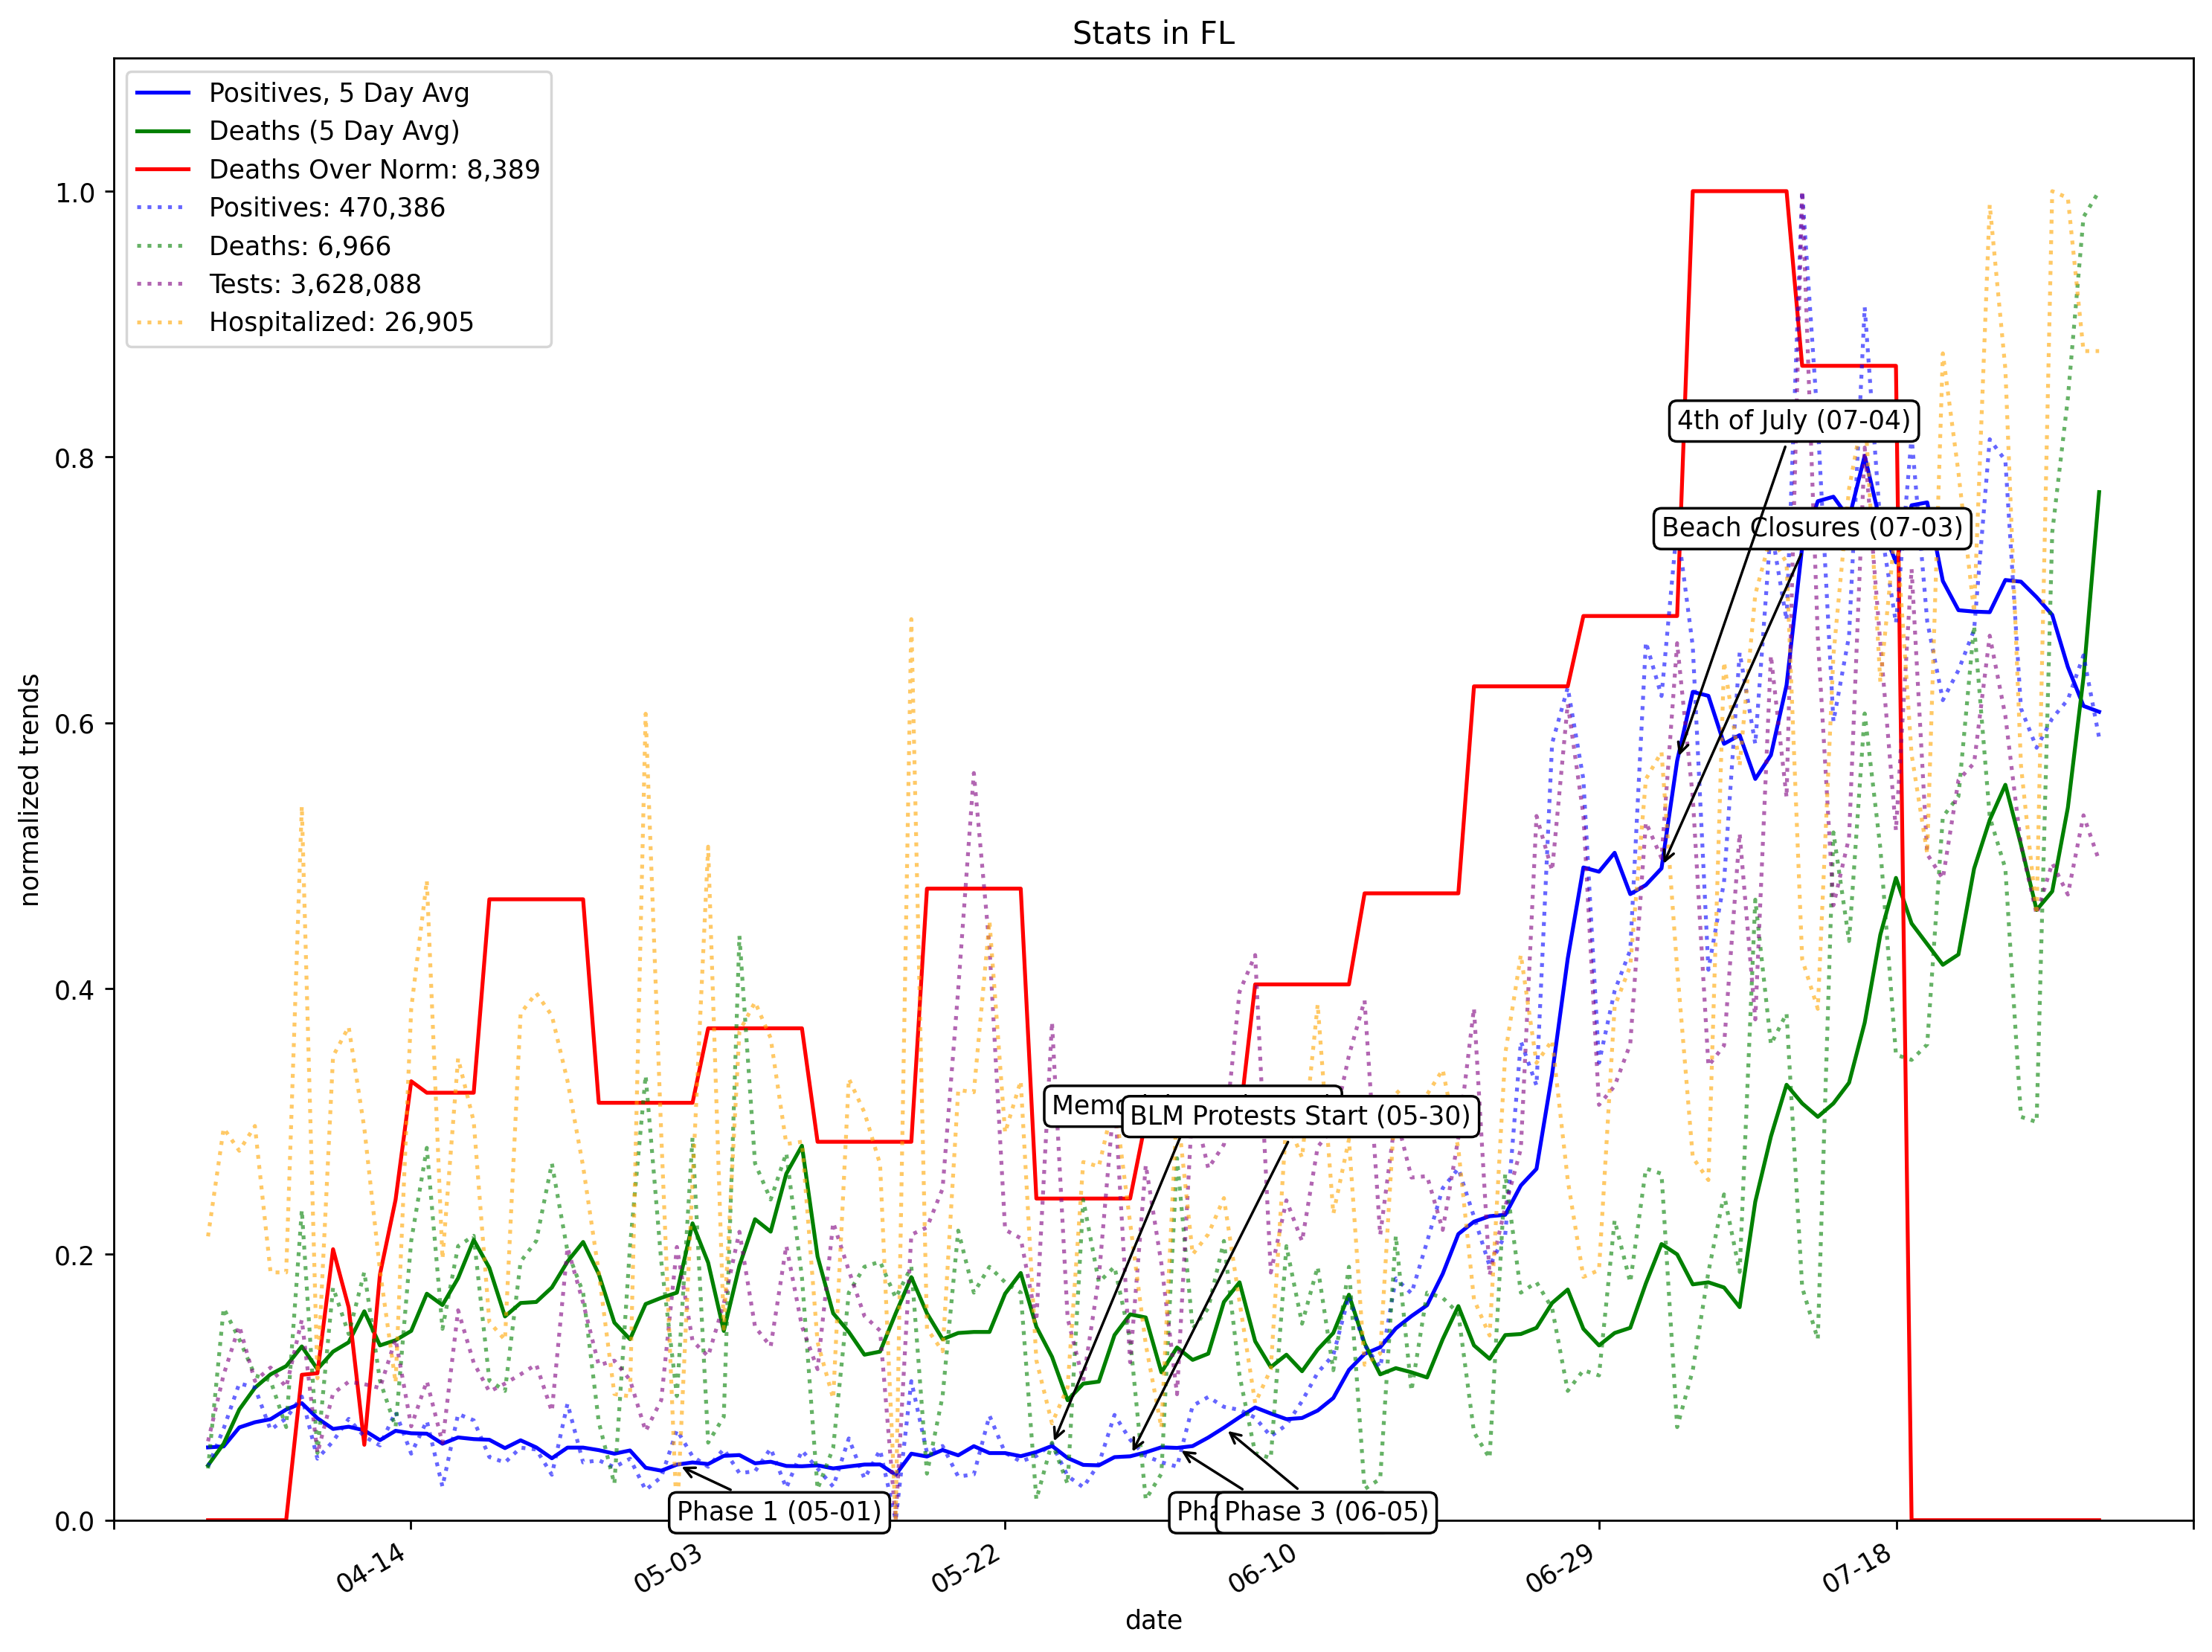 Stats in FL
Positives, 5 Day Avg
Deaths (5 Day Avg)
Deaths Over Norm: 8,389
Positives: 470,386
Deaths: 6,966
Tests: 3,628,088
Hospitalized: 26,905
1.0
0.8
0.6
0.4
0.2
0.0
normalized trends
4th of July (07-04)
Beach Closures (07-03)
BLM Protests Start (05-30)
Phase 1 (05-01)
Phase 3 (06-05)
04-14
05-03
05-22
06-10
06-29
07-18
date